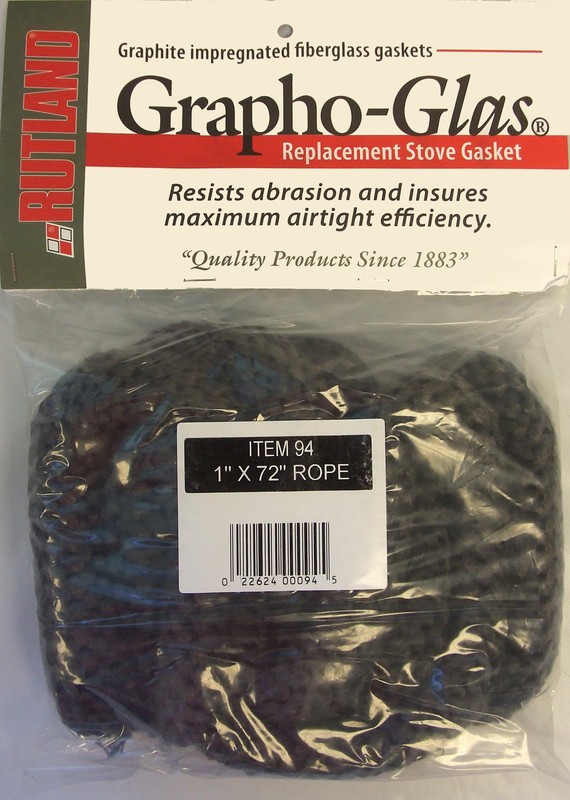 RUTLAND
Graphite impregnated fiberglass gaskets
Grapho-Glas®
Replacement Stove Gasket
Resists abrasion and insures
maximum airtight efficiency.
“Quality Products Since 1883”
ITEM 94
1" X 72" ROPE
0 22624 00094 5